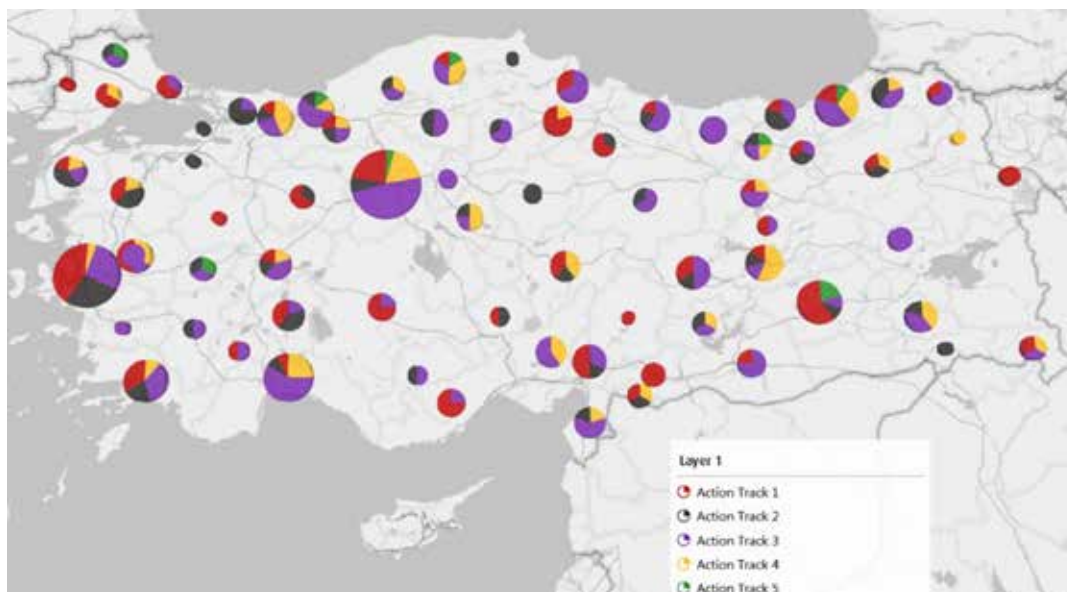 Layer 1
Action Track 1
Action Track 2
Action Track 3
Action Track 4
Action Track 5